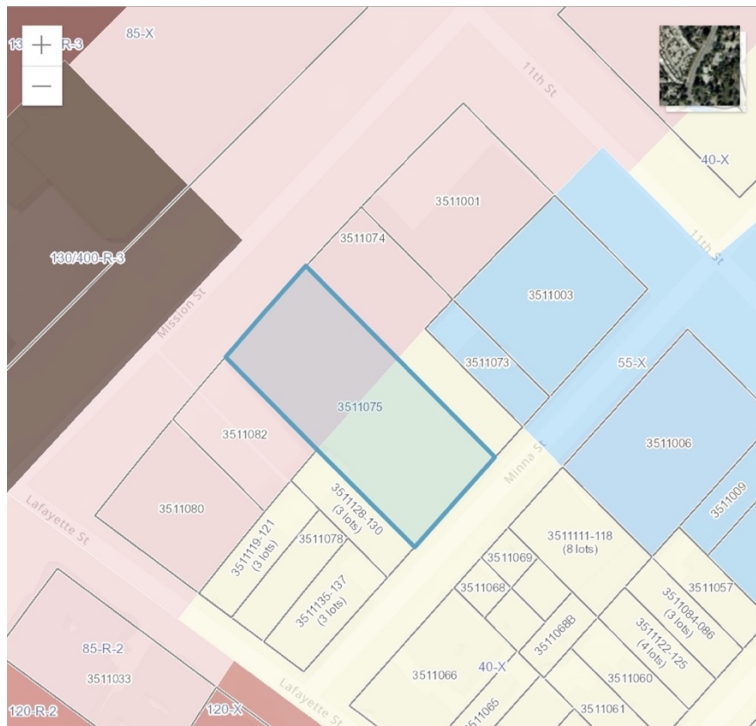 85-X
R-3
+
−
11th St
40-X
3511001
3511074
11th St
130/400-R-3
3511003
Mission St
3511073
55-X
3511075
3511082
3511006
Minna St
3511080
3511128-130
(3 lots)
3511009
Lafayette St
3511119-121
(3 lots)
3511078
3511111-118
(8 lots)
3511069
3511068
3511057
3511135-137
(3 lots)
3511084-086
(3 lots)
3511068B
3511122-125
(4 lots)
85-R-2
3511033
3511066
40-X
3511060
Lafayette St
120-R-2
120-X
3511065
3511061